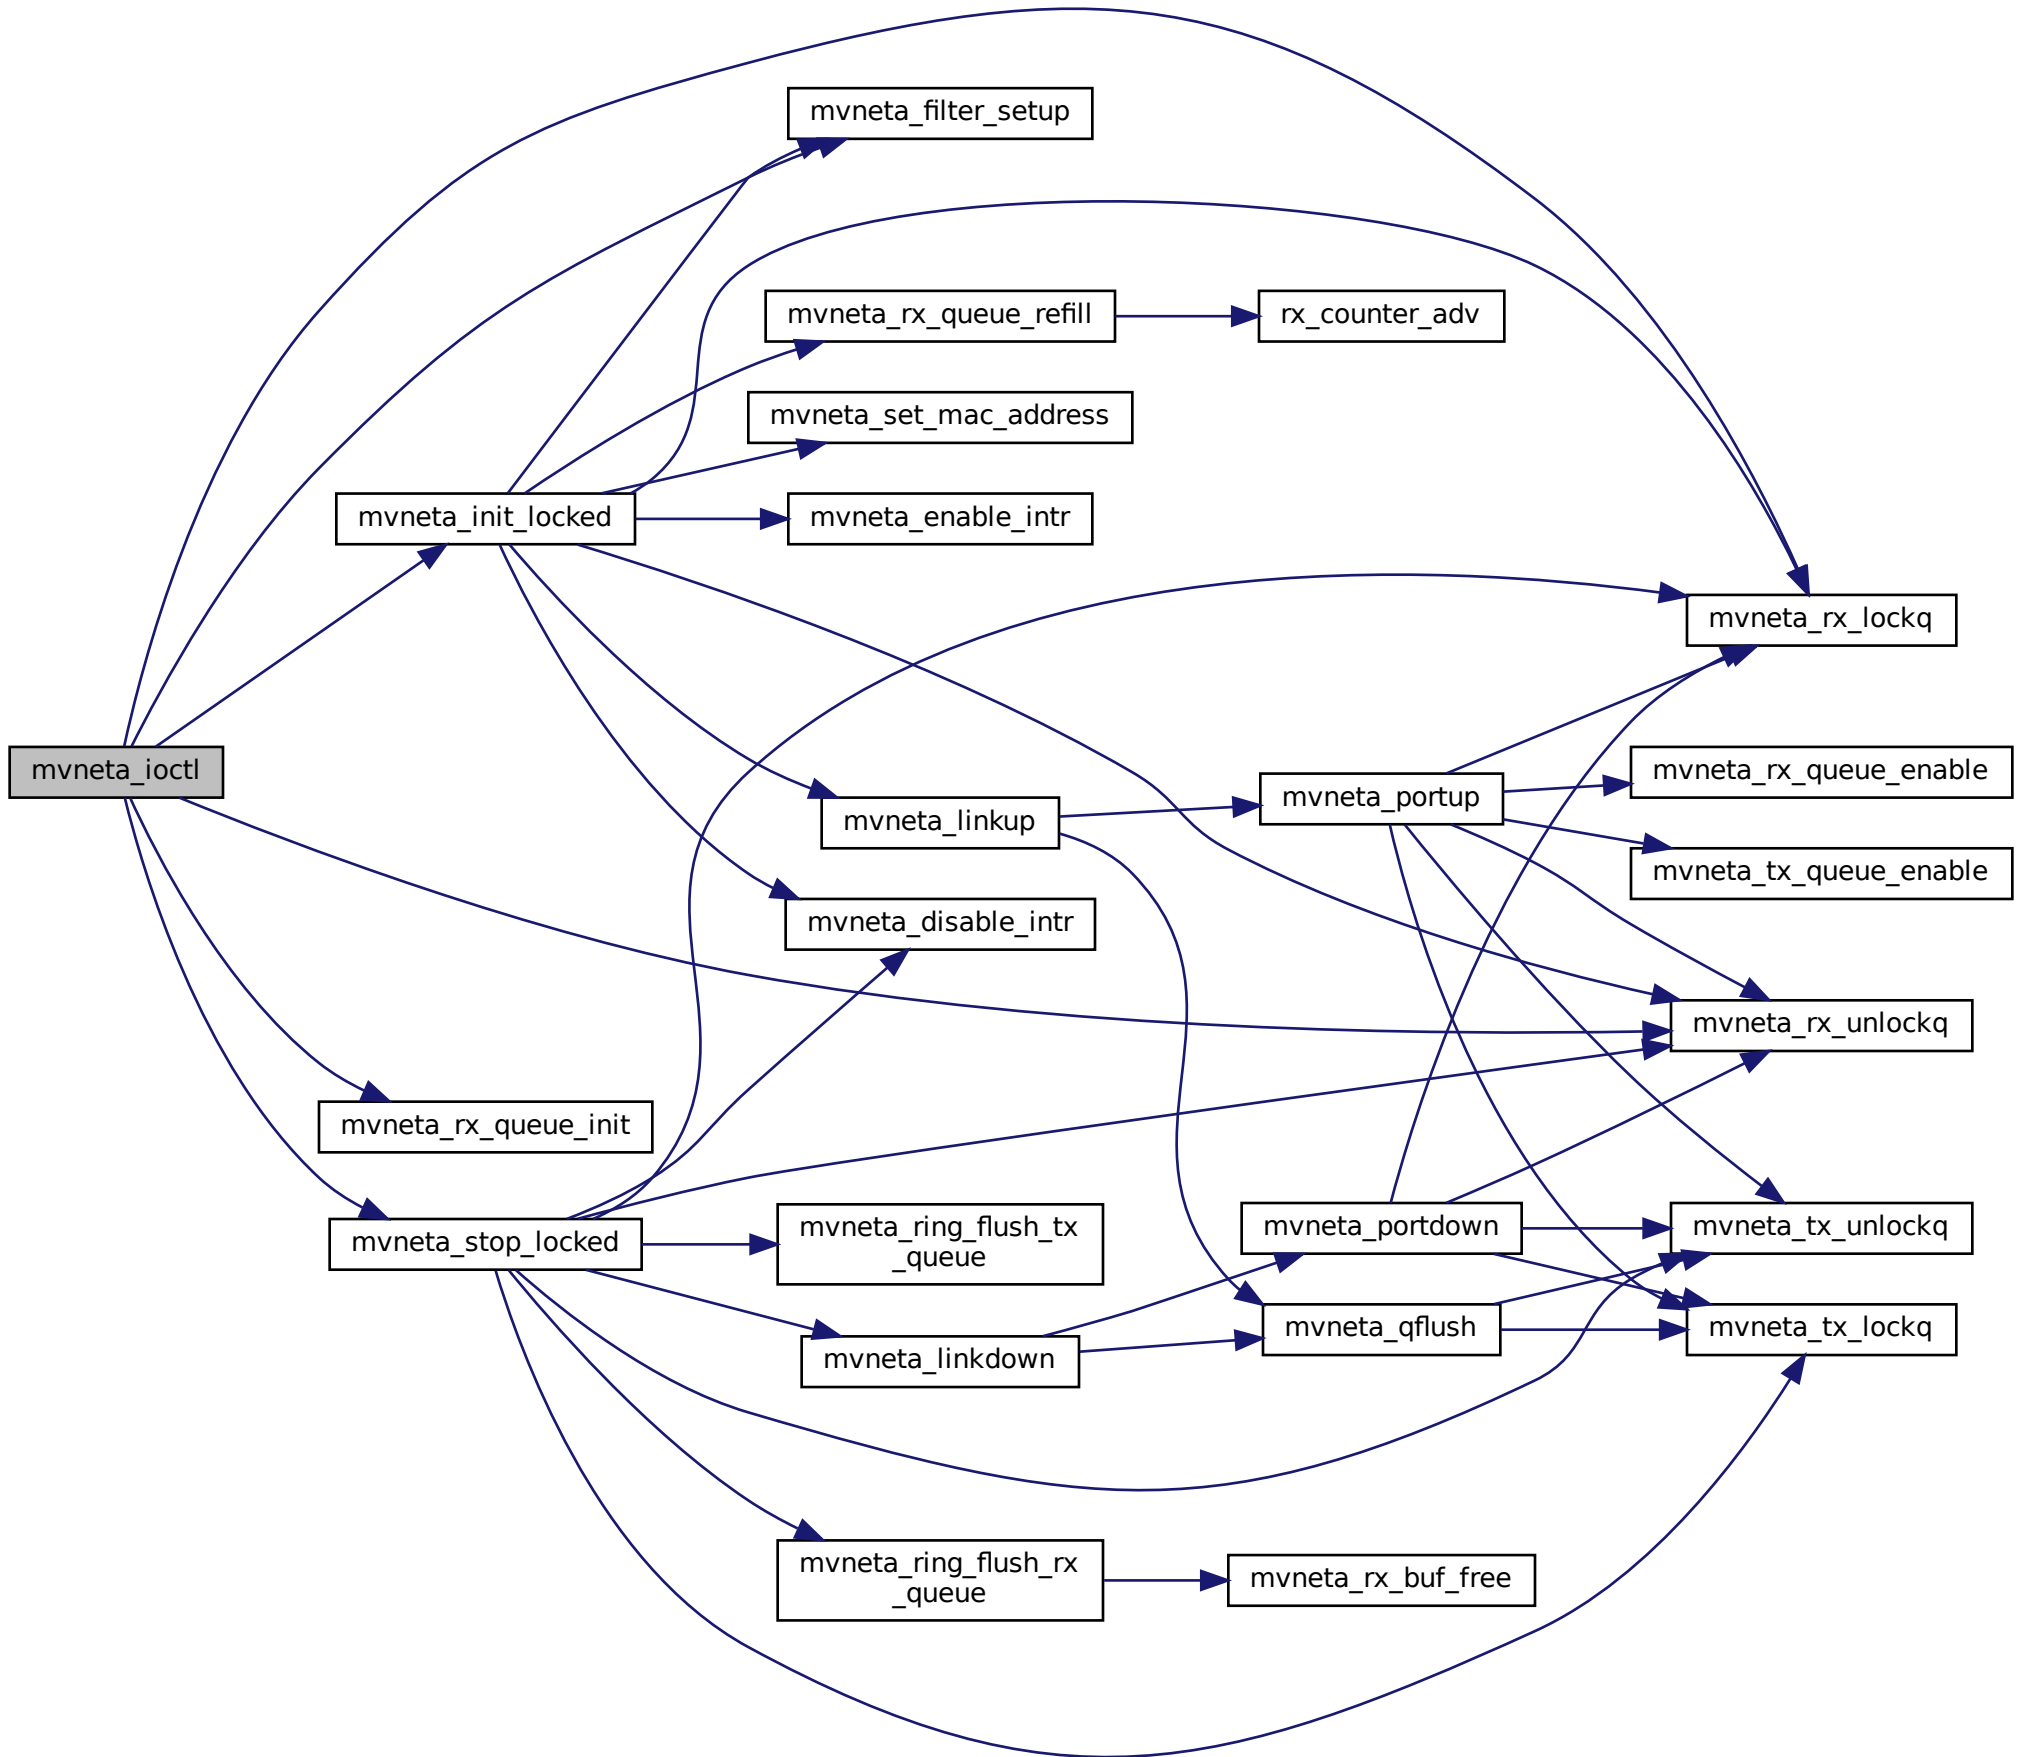 mvneta_filter_setup
mvneta_rx_queue_refill
rx_counter_adv
mvneta_set_mac_address
mvneta_init_locked
mvneta_enable_intr
mvneta_rx_lockq
mvneta_ioctl
mvneta_rx_queue_enable
mvneta_portup
mvneta_linkup
mvneta_tx_queue_enable
mvneta_disable_intr
mvneta_rx_unlockq
mvneta_rx_queue_init
mvneta_stop_locked
mvneta_ring_flush_tx
_queue
mvneta_portdown
mvneta_tx_unlockq
mvneta_linkdown
mvneta_qflush
mvneta_tx_lockq
mvneta_ring_flush_rx
_queue
mvneta_rx_buf_free